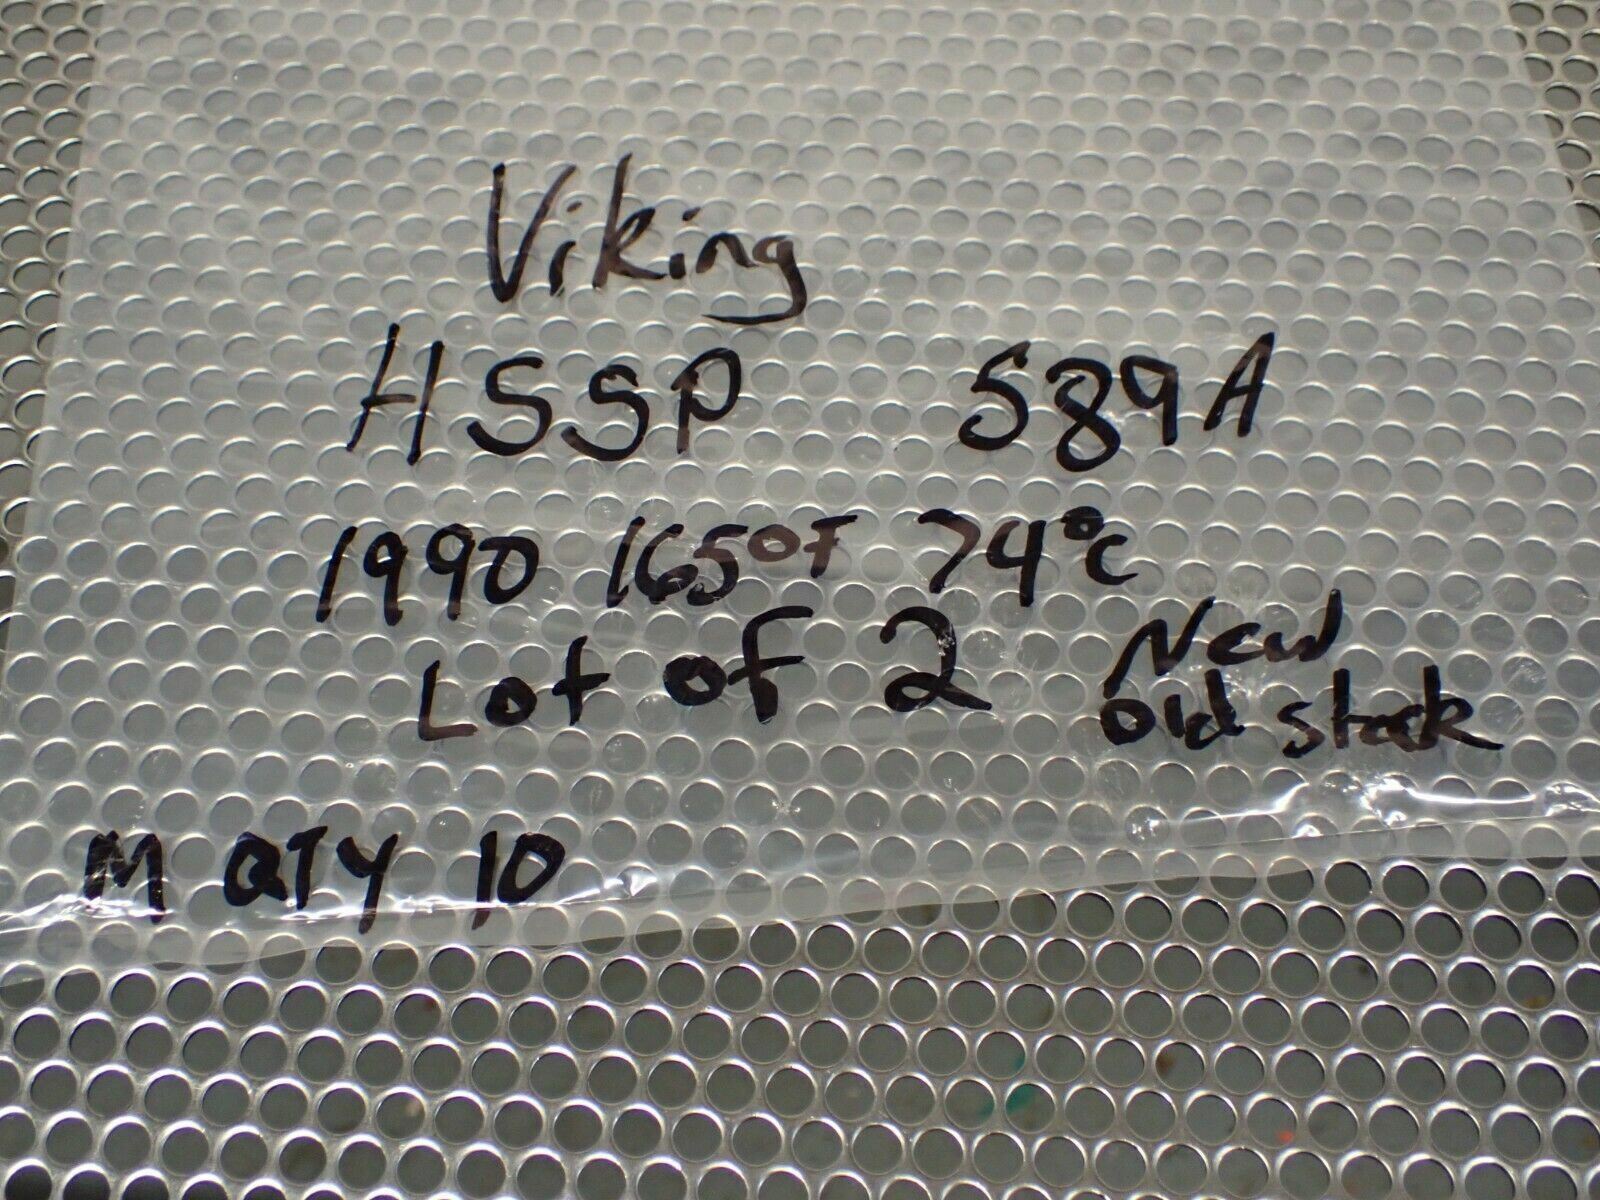 Viking
HSSP 589A
1990 165°F 74°C
Lot of 2 New
old stock
M QTY 10